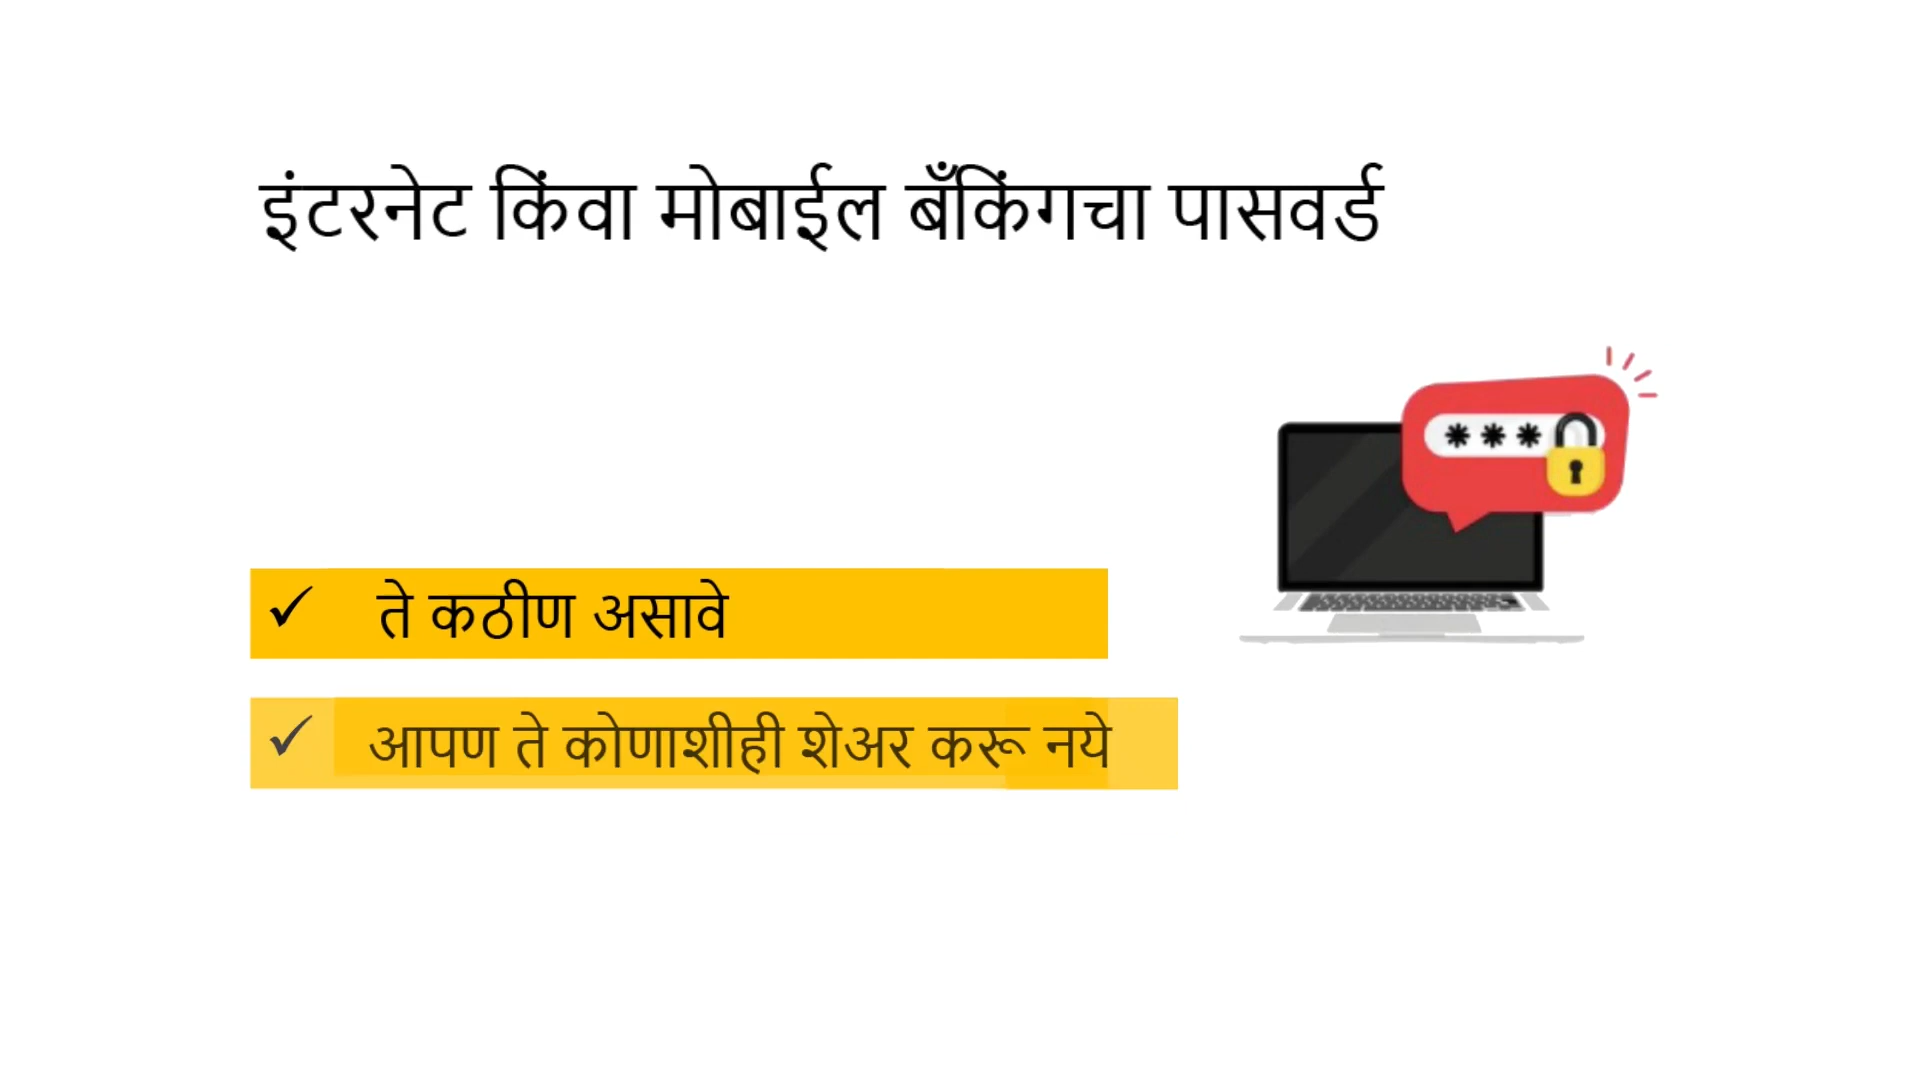 इंटरनेट किंवा मोबाईल बँकिंगचा पासवर्ड
***
✓ ते कठीण असावे
✓ आपण ते कोणाशीही शेअर करू नये